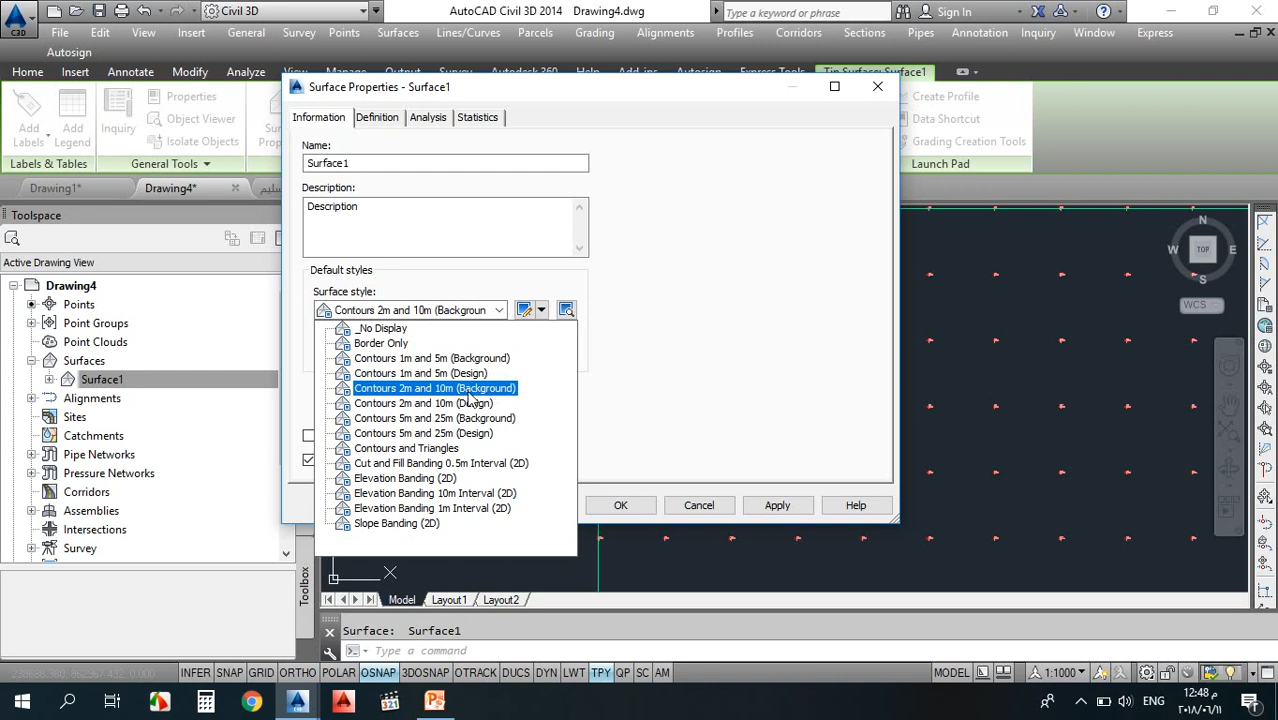 C3D
Civil 3D
AutoCAD Civil 3D 2014 Drawing4.dwg
Type a keyword or phrase
Sign In
File Edit View Insert General Survey Points Surfaces Lines/Curves Parcels Grading Alignments Profiles Corridors Sections Pipes Annotation Inquiry Window Express
Autosign
Home Insert Annotate Modify Analyze
Tin Surface: Surface1
Add Labels
Add Legend
Inquiry
Properties
Object Viewer
Isolate Objects
Create Profile
Data Shortcut
Grading Creation Tools
Labels & Tables
General Tools
Launch Pad
Drawing1*
Drawing4*
Toolspace
Active Drawing View
Drawing4
Points
Point Groups
Point Clouds
Surfaces
Surface1
Alignments
Sites
Catchments
Pipe Networks
Pressure Networks
Corridors
Assemblies
Intersections
Survey
Toolbox
Surface Properties - Surface1
Information
Definition
Analysis
Statistics
Name:
Surface1
Description:
Description
Default styles
Surface style:
Contours 2m and 10m (Backgroun
_No Display
Border Only
Contours 1m and 5m (Background)
Contours 1m and 5m (Design)
Contours 2m and 10m (Background)
Contours 2m and 10m (Design)
Contours 5m and 25m (Background)
Contours 5m and 25m (Design)
Contours and Triangles
Cut and Fill Banding 0.5m Interval (2D)
Elevation Banding (2D)
Elevation Banding 10m Interval (2D)
Elevation Banding 1m Interval (2D)
Slope Banding (2D)
OK
Cancel
Apply
Help
N
W
TOP
E
S
WCS
Model
Layout1
Layout2
Surface: Surface1
Type a command
INFER SNAP GRID ORTHO POLAR OSNAP 3DOSNAP OTRACK DUCS DYN LWT TPY QP SC AM
MODEL
1:1000
321
ENG
12:48 م
٢٠١٨/٠٦/١١